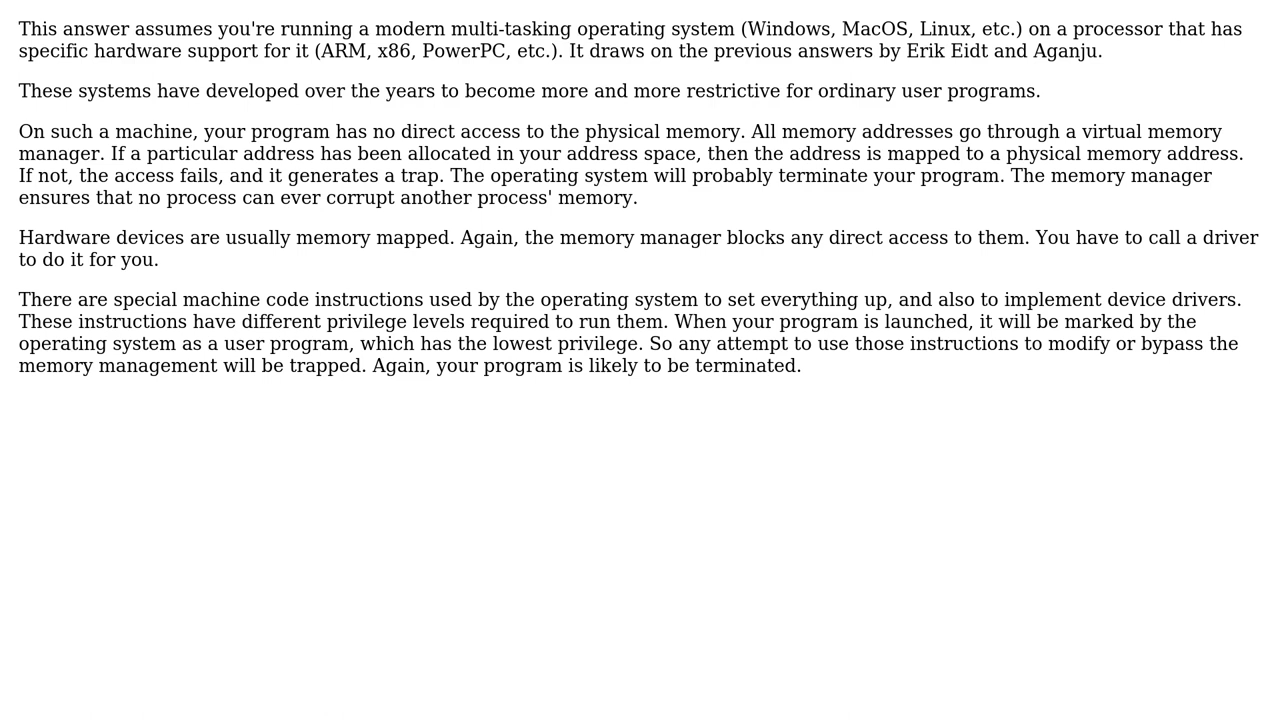 This answer assumes you're running a modern multi-tasking operating system (Windows, MacOS, Linux, etc.) on a processor that has
specific hardware support for it (ARM, x86, PowerPC, etc.). It draws on the previous answers by Erik Eidt and Aganju.
These systems have developed over the years to become more and more restrictive for ordinary user programs.
On such a machine, your program has no direct access to the physical memory. All memory addresses go through a virtual memory
manager. If a particular address has been allocated in your address space, then the address is mapped to a physical memory address.
If not, the access fails, and it generates a trap. The operating system will probably terminate your program. The memory manager
ensures that no process can ever corrupt another process' memory.
Hardware devices are usually memory mapped. Again, the memory manager blocks any direct access to them. You have to call a driver
to do it for you.
There are special machine code instructions used by the operating system to set everything up, and also to implement device drivers.
These instructions have different privilege levels required to run them. When your program is launched, it will be marked by the
operating system as a user program, which has the lowest privilege. So any attempt to use those instructions to modify or bypass the
memory management will be trapped. Again, your program is likely to be terminated.